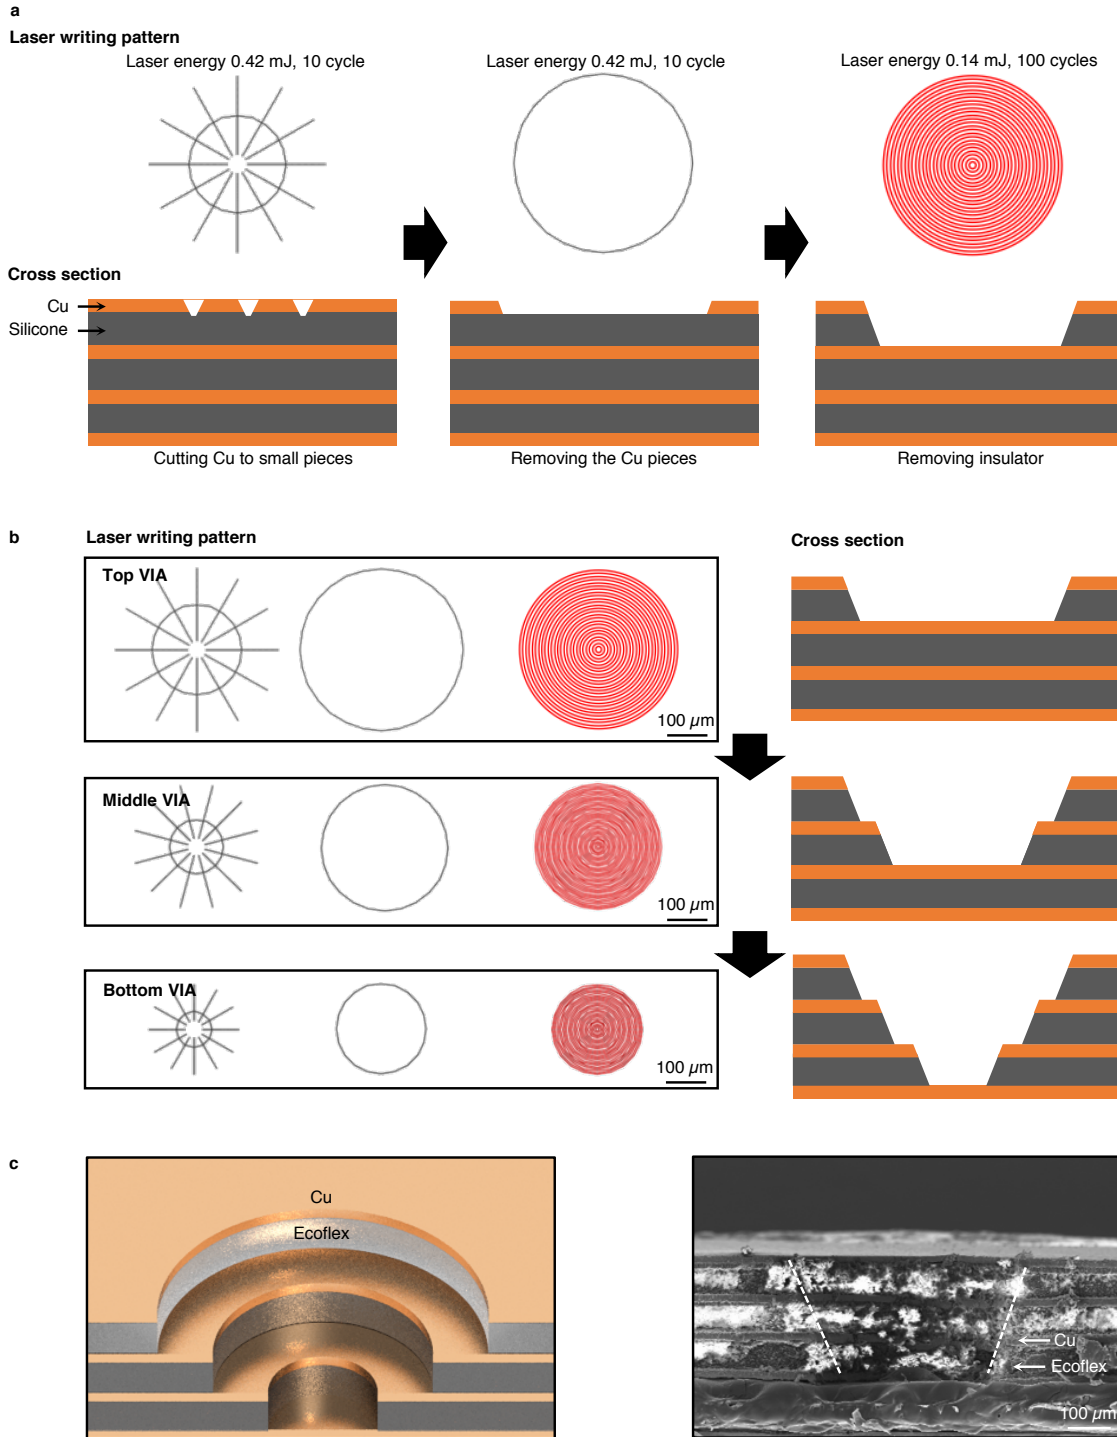 a
Laser writing pattern
Laser energy 0.42 mJ, 10 cycle
Laser energy 0.42 mJ, 10 cycle
Laser energy 0.14 mJ, 100 cycles
Cross section
Cu
Silicone
Cutting Cu to small pieces
Removing the Cu pieces
Removing insulator
b
Laser writing pattern
Cross section
Top VIA
100 µm
Middle VIA
100 µm
Bottom VIA
100 µm
c
Cu
Ecoflex
Cu
Ecoflex
100 µm